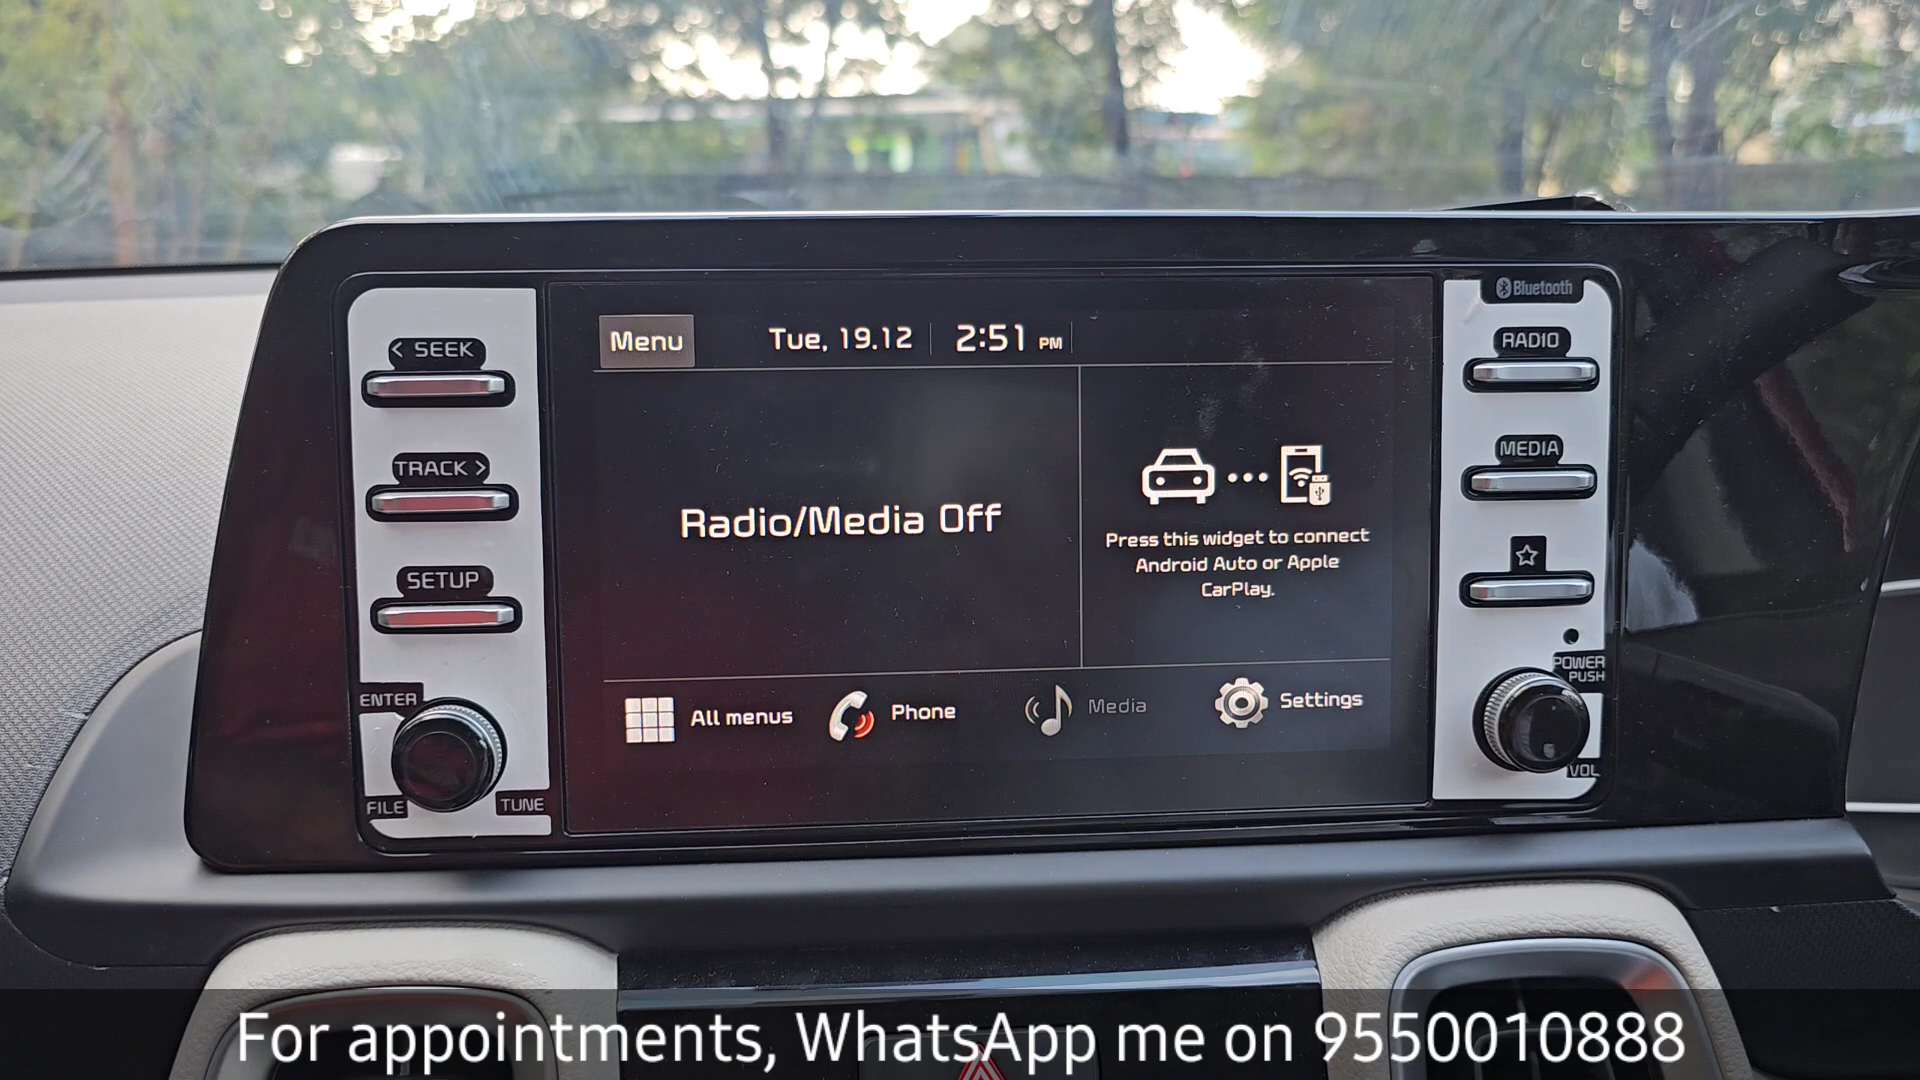 Bluetooth
< SEEK
TRACK >
SETUP
ENTER
FILE
TUNE
Menu
Tue, 19.12
2:51 PM
Radio/Media Off
Press this widget to connect
Android Auto or Apple
CarPlay.
All menus
Phone
Media
Settings
RADIO
MEDIA
POWER
PUSH
VOL
For appointments, WhatsApp me on 9550010888